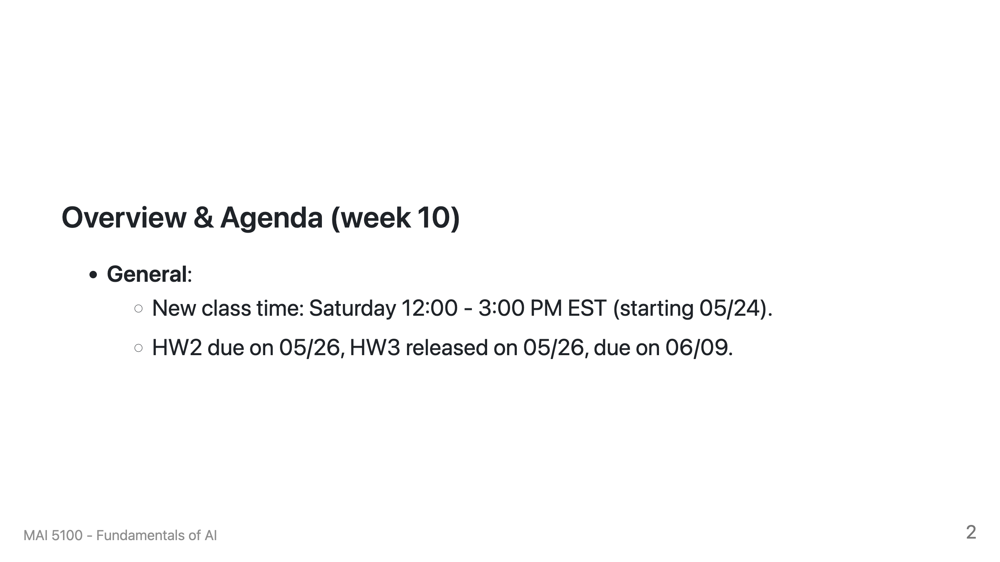 Overview & Agenda (week 10)
• General:
○ New class time: Saturday 12:00 - 3:00 PM EST (starting 05/24).
○ HW2 due on 05/26, HW3 released on 05/26, due on 06/09.
MAI 5100 - Fundamentals of AI
2